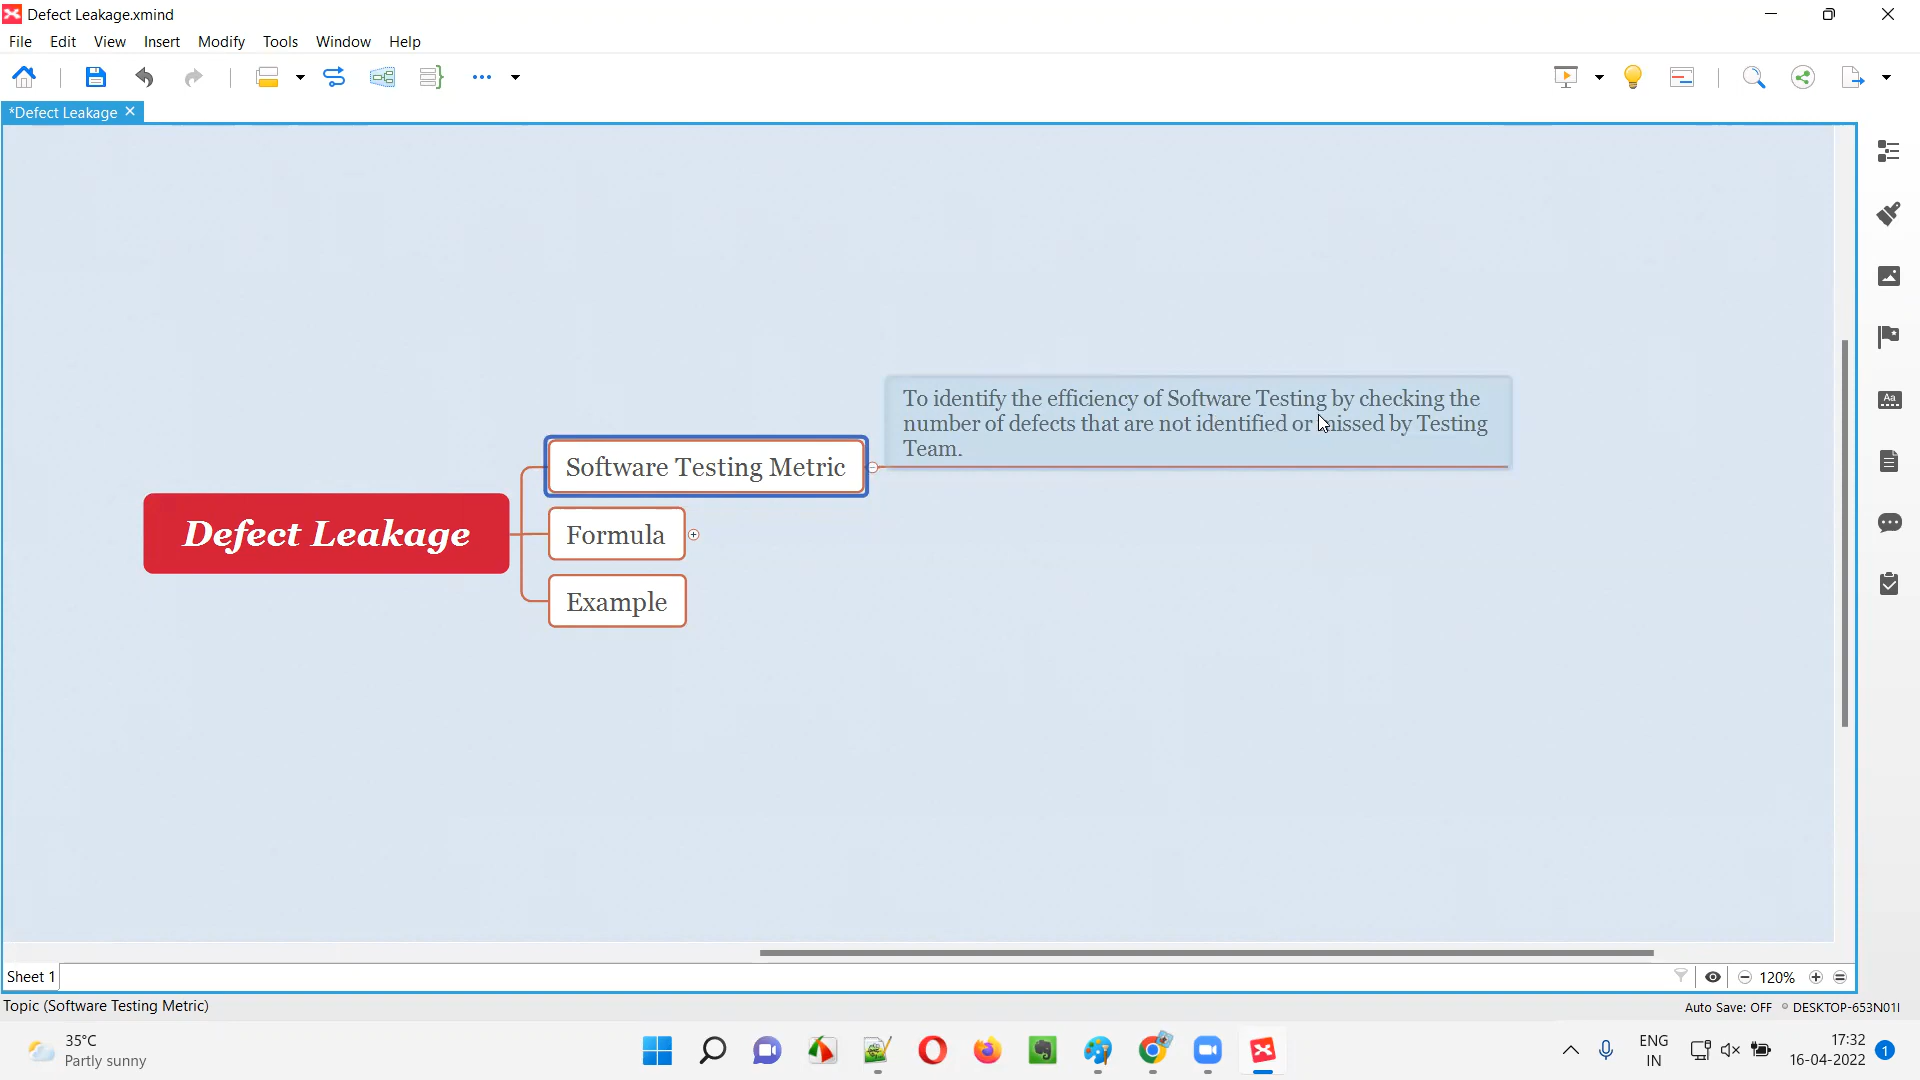 Defect Leakage.xmind
File Edit View Insert Modify Tools Window Help
*Defect Leakage
To identify the efficiency of Software Testing by checking the
number of defects that are not identified or missed by Testing
Team.
Software Testing Metric
Defect Leakage
Formula
Example
Sheet 1
120%
Topic (Software Testing Metric)
Auto Save: OFF
DESKTOP-653N01I
35°C
Partly sunny
ENG
IN
17:32
16-04-2022
1
Aa